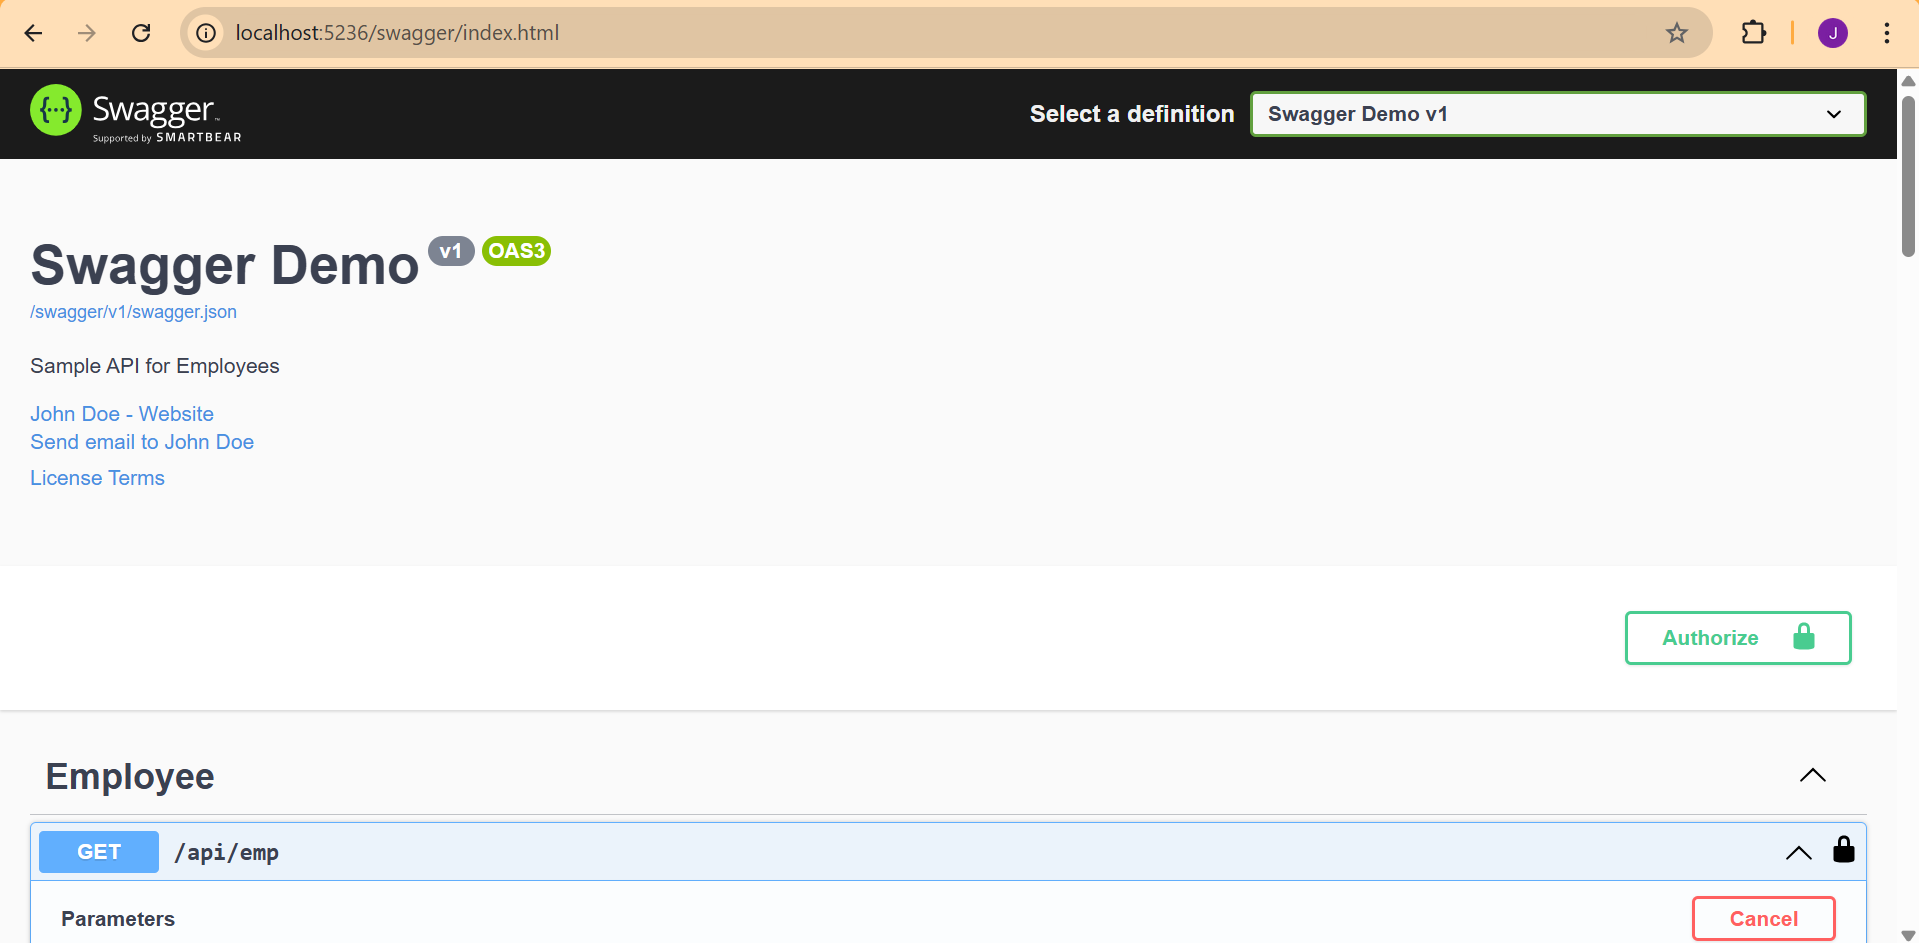 localhost:5236/swagger/index.html
J
{···} Swagger™
Supported by SMARTBEAR
Select a definition
Swagger Demo v1
Swagger Demo v1 OAS3
/swagger/v1/swagger.json
Sample API for Employees
John Doe - Website
Send email to John Doe
License Terms
Authorize
Employee
GET /api/emp
Parameters
Cancel